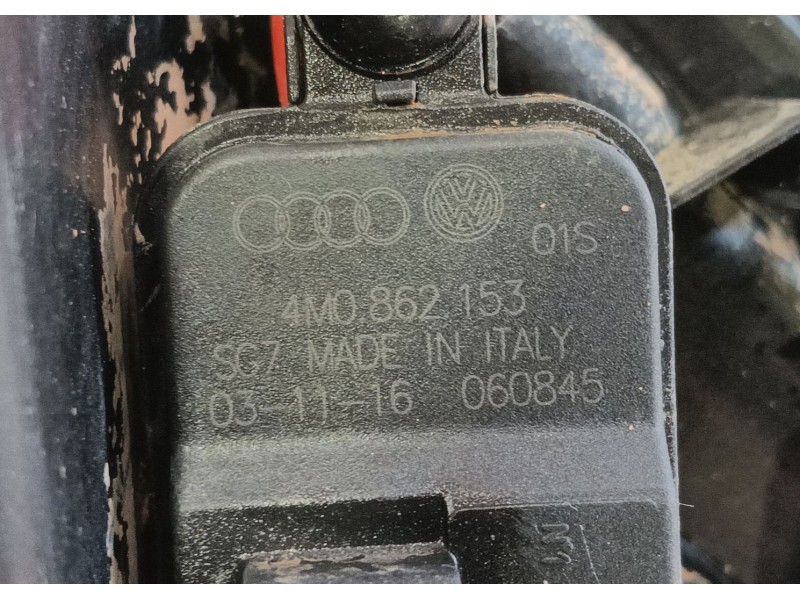 01S
4M0 862 153
SC7 MADE IN ITALY
03-11-16 060845